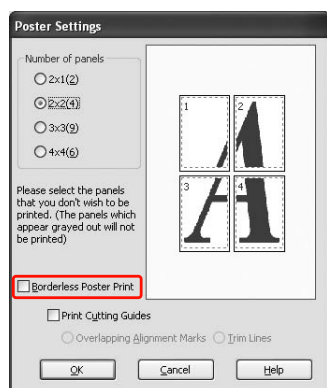 Poster Settings
Number of panels
2x1(2)
2x2(4)
3x3(9)
4x4(6)
1
2
3
4
Please select the panels
that you don't wish to be
printed. (The panels which
appear grayed out will not
be printed)
Borderless Poster Print
Print Cutting Guides
Overlapping Alignment Marks
Trim Lines
OK
Cancel
Help